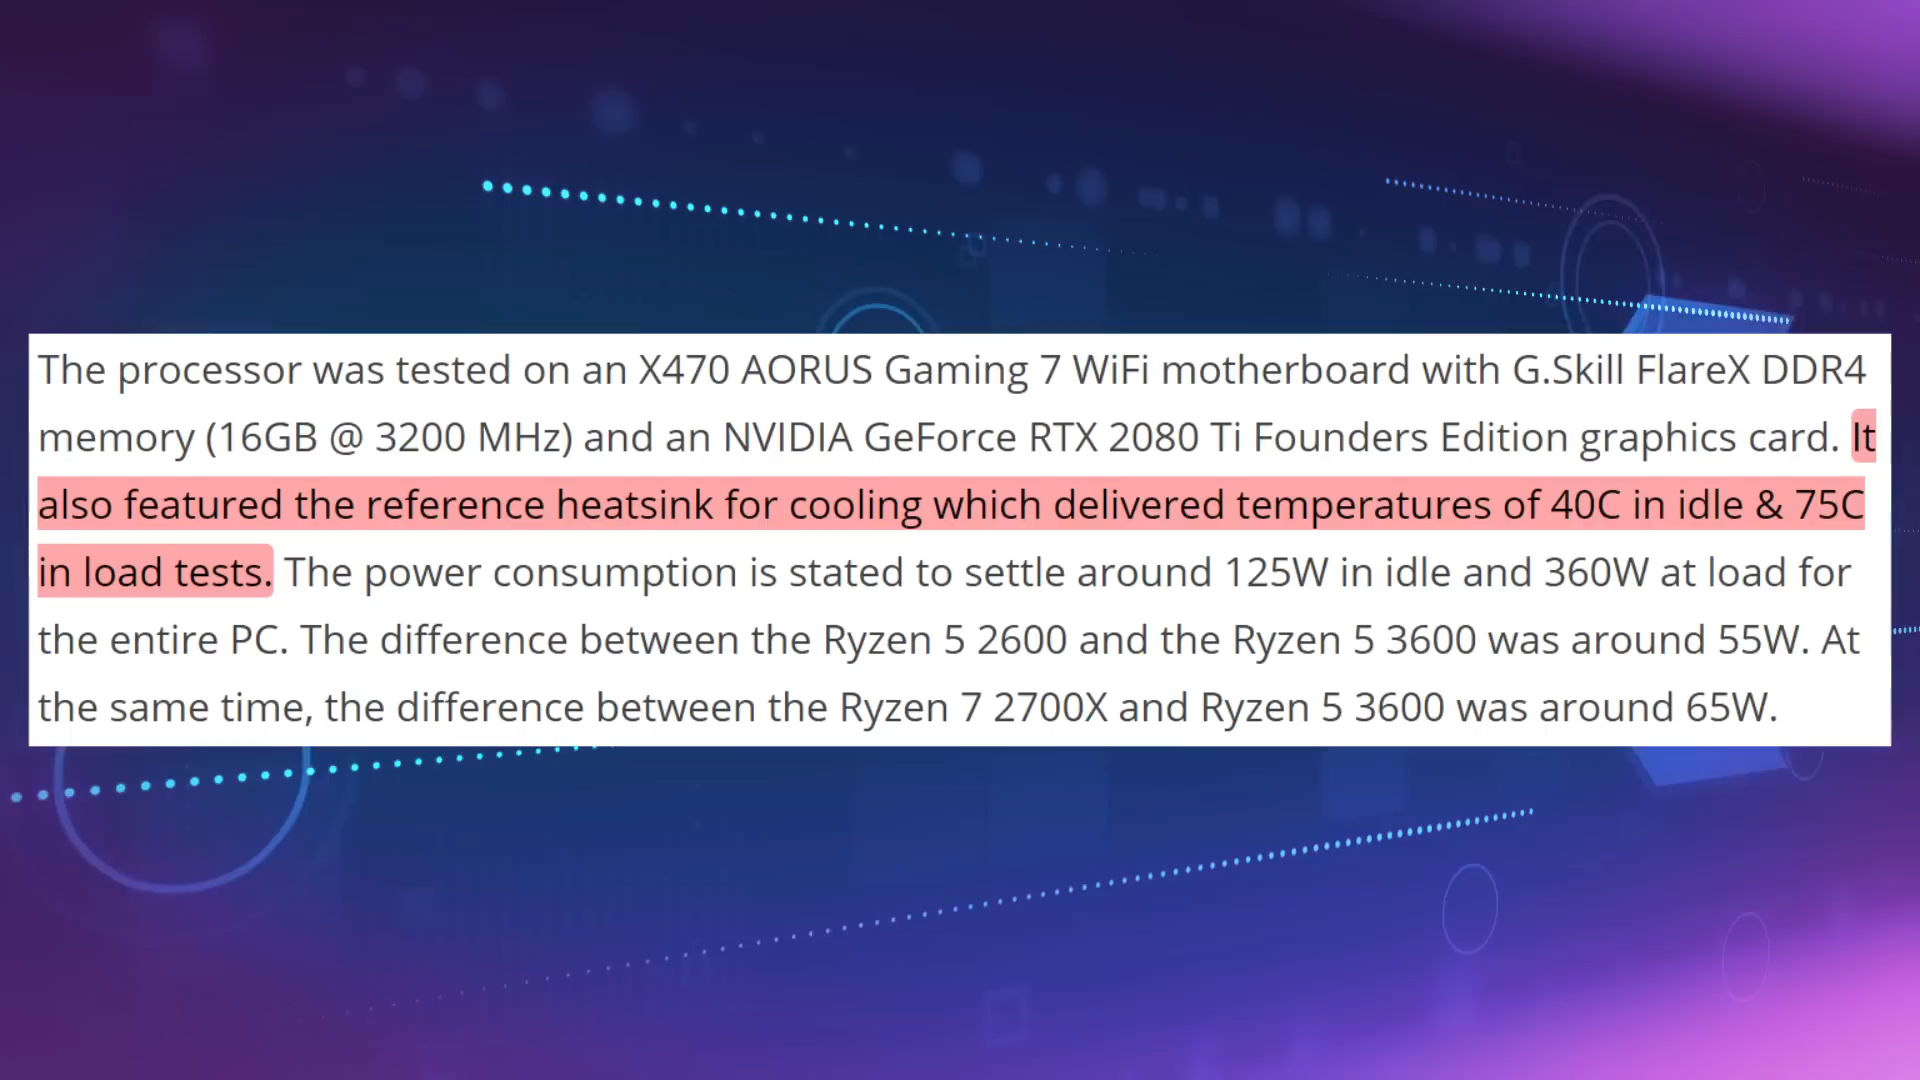 The processor was tested on an X470 AORUS Gaming 7 WiFi motherboard with G.Skill FlareX DDR4
memory (16GB @ 3200 MHz) and an NVIDIA GeForce RTX 2080 Ti Founders Edition graphics card. It
also featured the reference heatsink for cooling which delivered temperatures of 40C in idle & 75C
in load tests. The power consumption is stated to settle around 125W in idle and 360W at load for
the entire PC. The difference between the Ryzen 5 2600 and the Ryzen 5 3600 was around 55W. At
the same time, the difference between the Ryzen 7 2700X and Ryzen 5 3600 was around 65W.